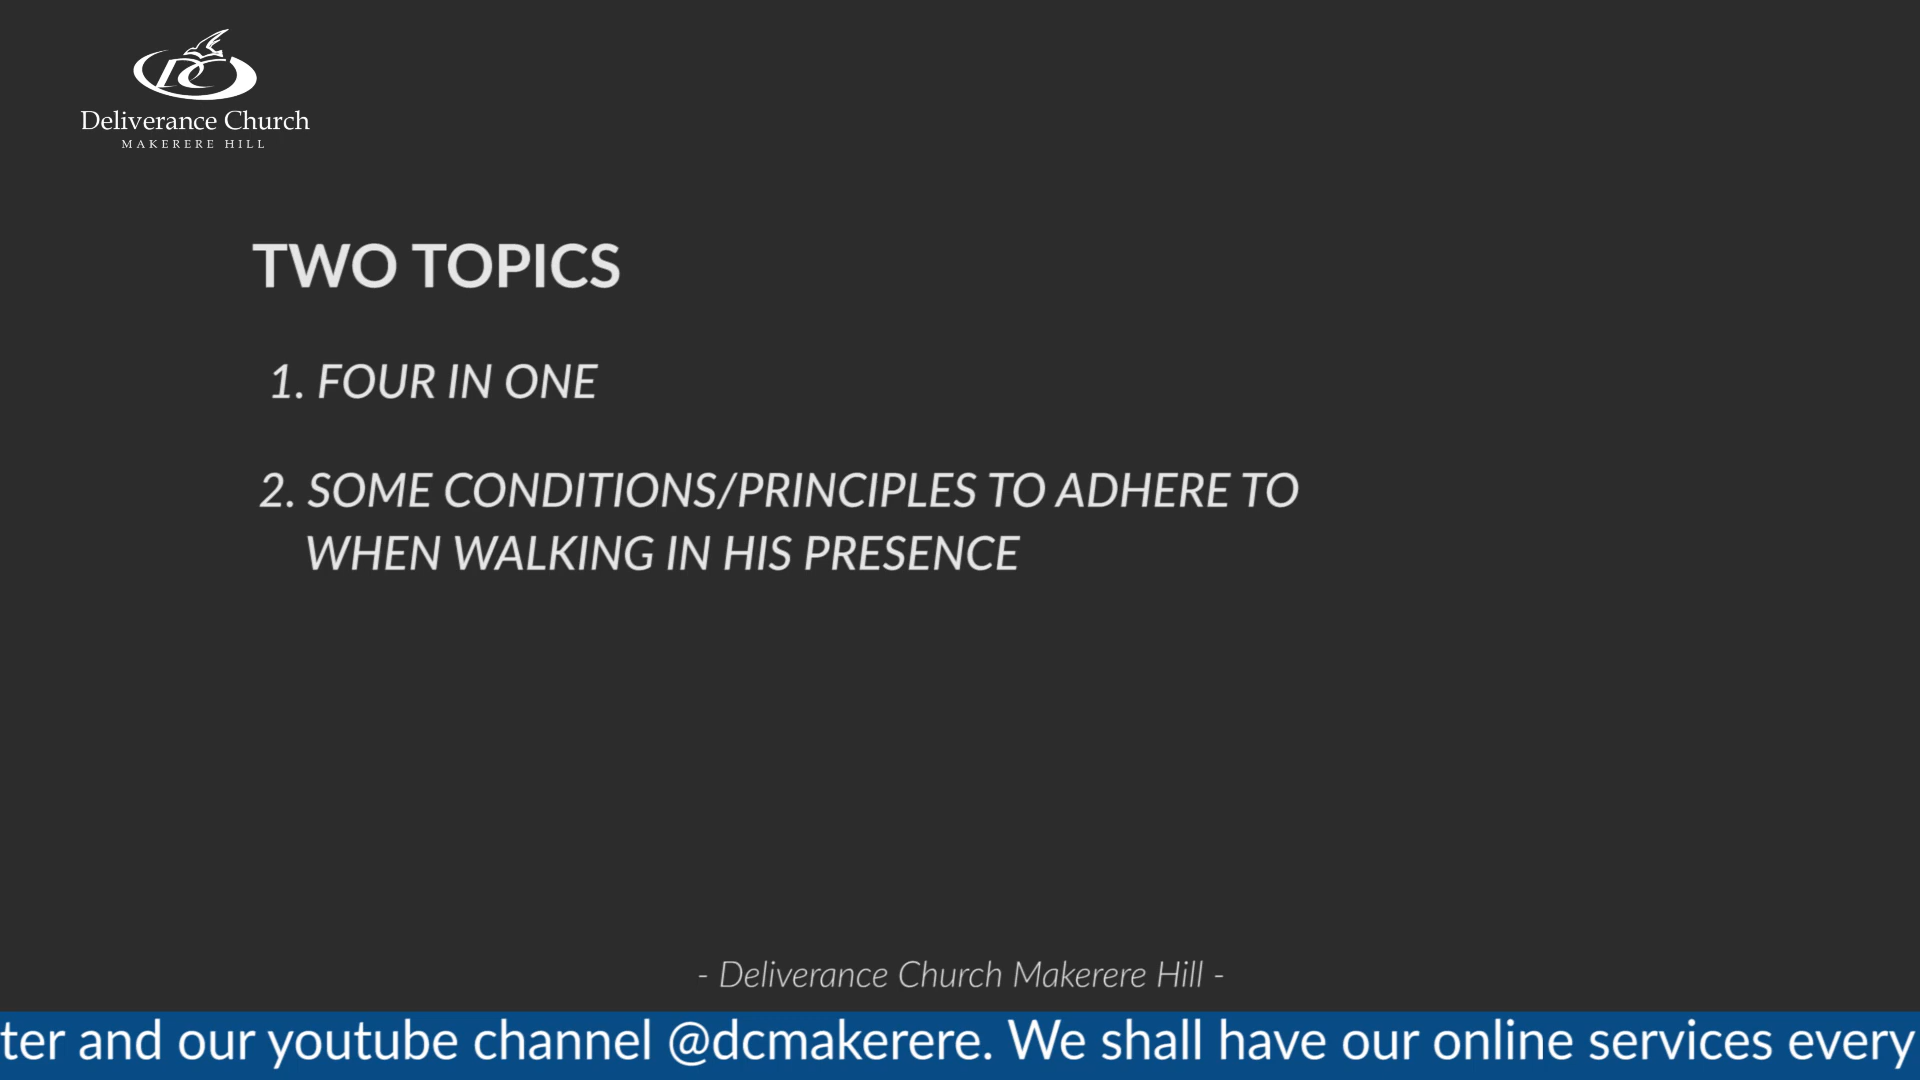 DC
Deliverance Church
MAKERERE HILL
TWO TOPICS
1. FOUR IN ONE
2. SOME CONDITIONS/PRINCIPLES TO ADHERE TO
WHEN WALKING IN HIS PRESENCE
- Deliverance Church Makerere Hill -
ter and our youtube channel @dcmakerere. We shall have our online services every